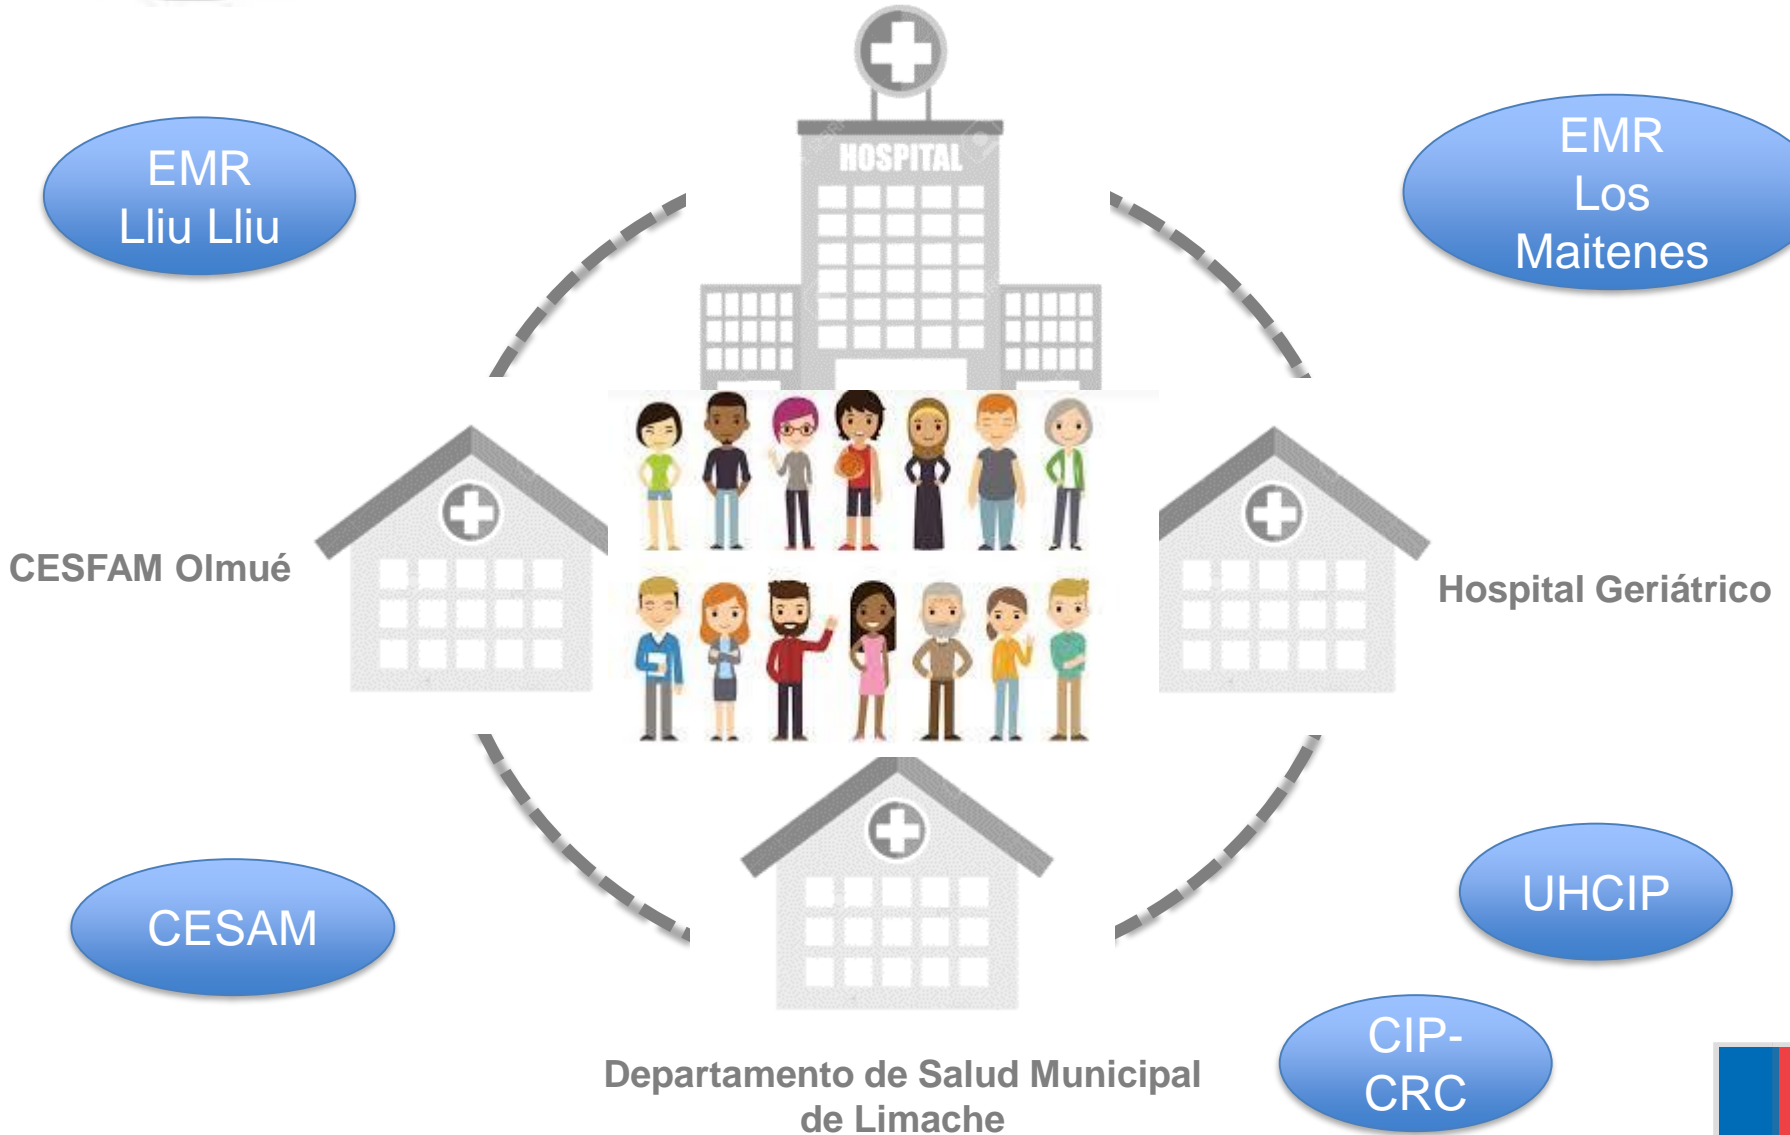 HOSPITAL
EMR
Lliu Lliu
EMR
Los
Maitenes
CESFAM Olmué
Hospital Geriátrico
CESAM
UHCIP
CIP-
CRC
Departamento de Salud Municipal
de Limache